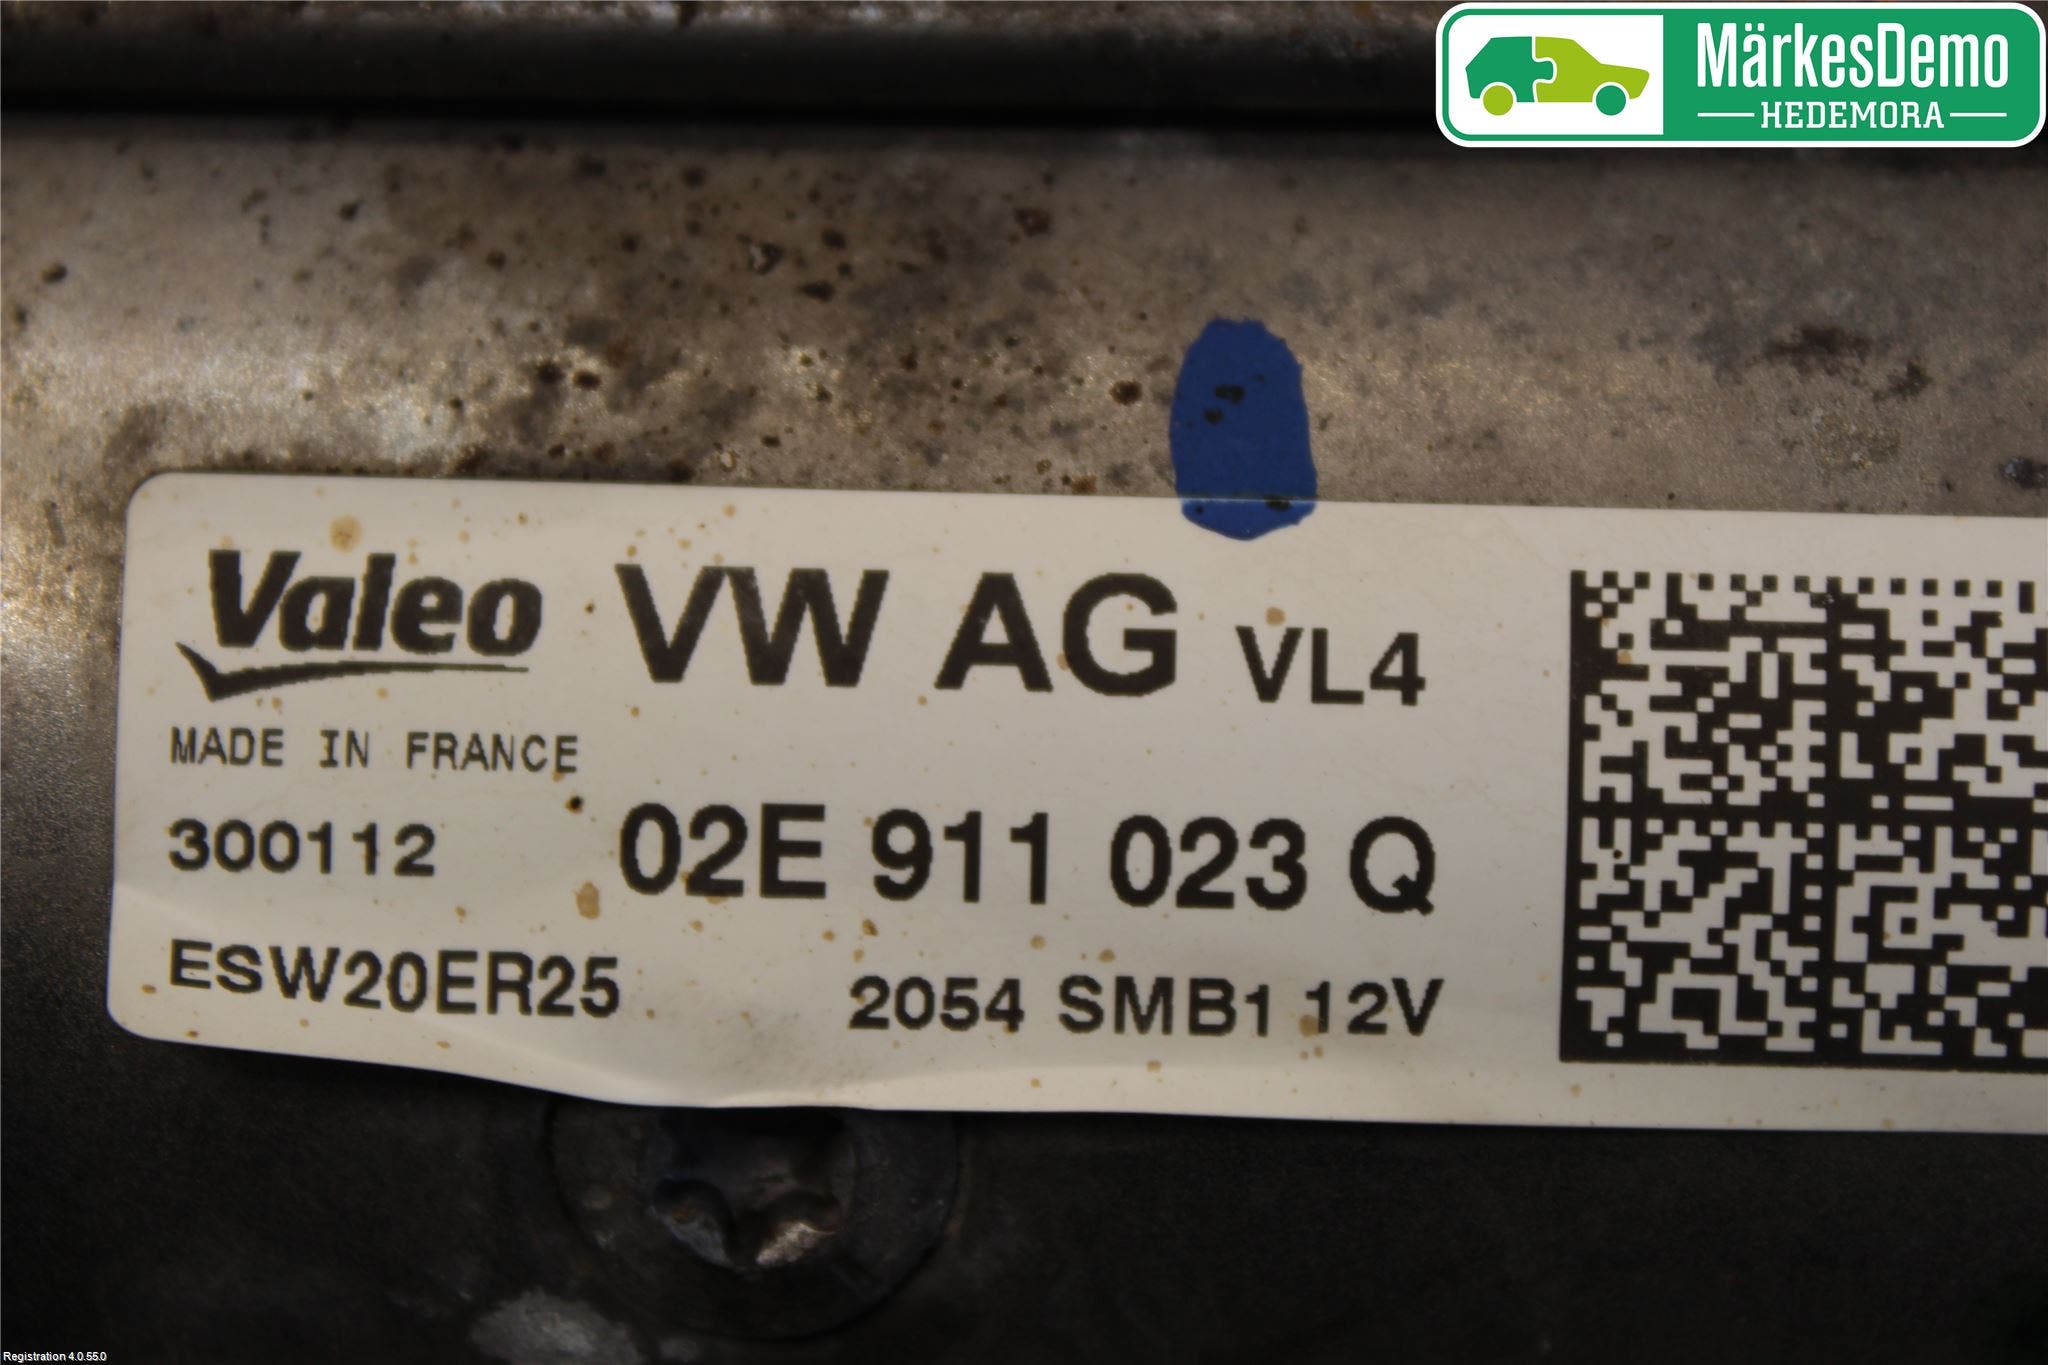 MärkesDemo
HEDEMORA
Valeo VW AG VL4
MADE IN FRANCE
300112 02E 911 023 Q
ESW20ER25 2054 SMB1 12V
Registration 4.0.55.0